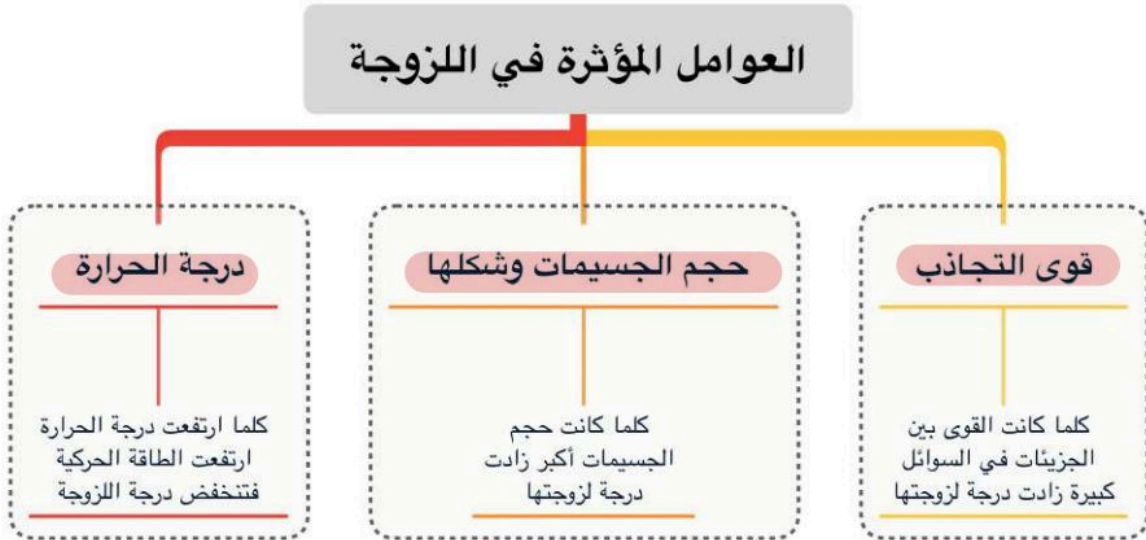 العوامل المؤثرة في اللزوجة
قوى التجاذب
كلما كانت القوى بين
الجزيئات في السوائل
كبيرة زادت درجة لزوجتها
حجم الجسيمات وشكلها
كلما كانت حجم
الجسيمات أكبر زادت
درجة لزوجتها
درجة الحرارة
كلما ارتفعت درجة الحرارة
ارتفعت الطاقة الحركية
فتنخفض درجة اللزوجة